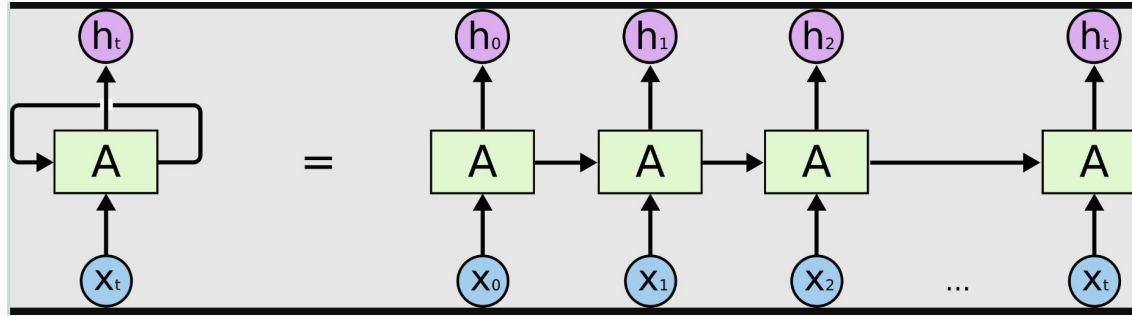 hₜ h₀ h₁ h₂ hₜ
A = A A A A
xₜ x₀ x₁ x₂ ... xₜ